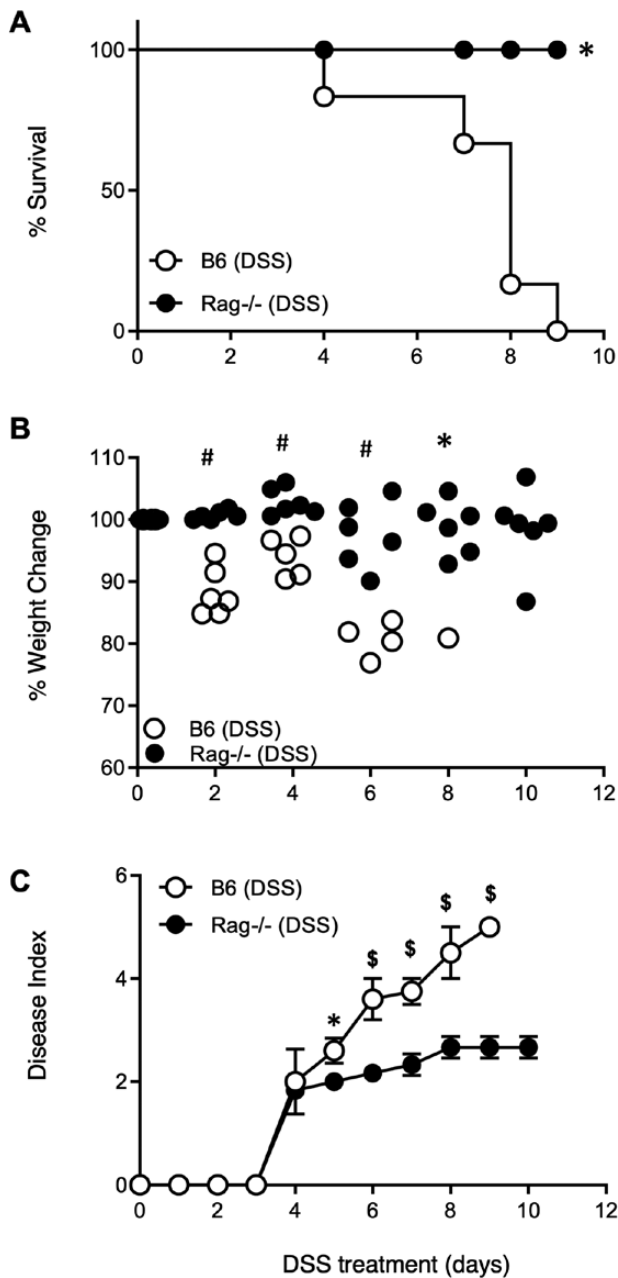 A
% Survival
100
50
0
B6 (DSS)
Rag-/- (DSS)
*
0 2 4 6 8 10
B
% Weight Change
# # # *
110
100
90
80
70
60
B6 (DSS)
Rag-/- (DSS)
0 2 4 6 8 10 12
C
Disease Index
6
4
2
0
B6 (DSS)
Rag-/- (DSS)
* $ $ $ $
0 2 4 6 8 10 12
DSS treatment (days)